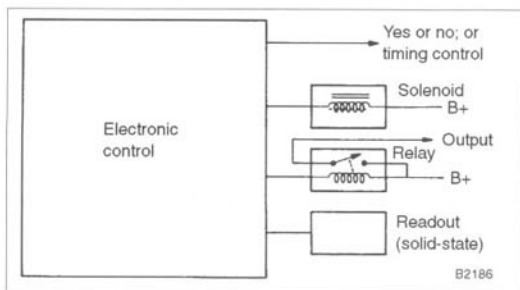 Yes or no; or
timing control
Solenoid
B+
Electronic
control
Output
Relay
B+
Readout
(solid-state)
B2186